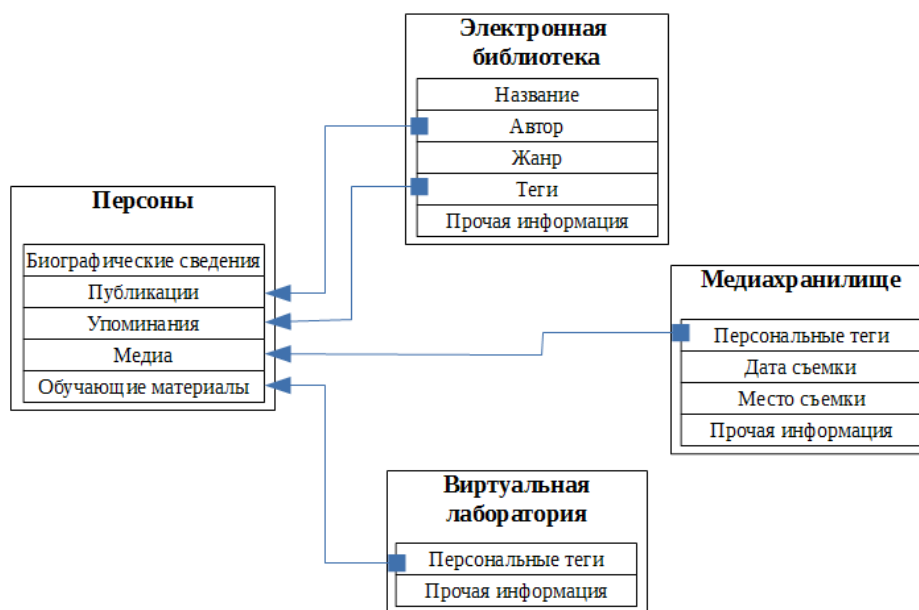 Электронная
библиотека
Название
Автор
Жанр
Теги
Прочая информация
Персоны
Биографические сведения
Публикации
Упоминания
Медиа
Обучающие материалы
Медиахранилище
Персональные теги
Дата съемки
Место съемки
Прочая информация
Виртуальная
лаборатория
Персональные теги
Прочая информация